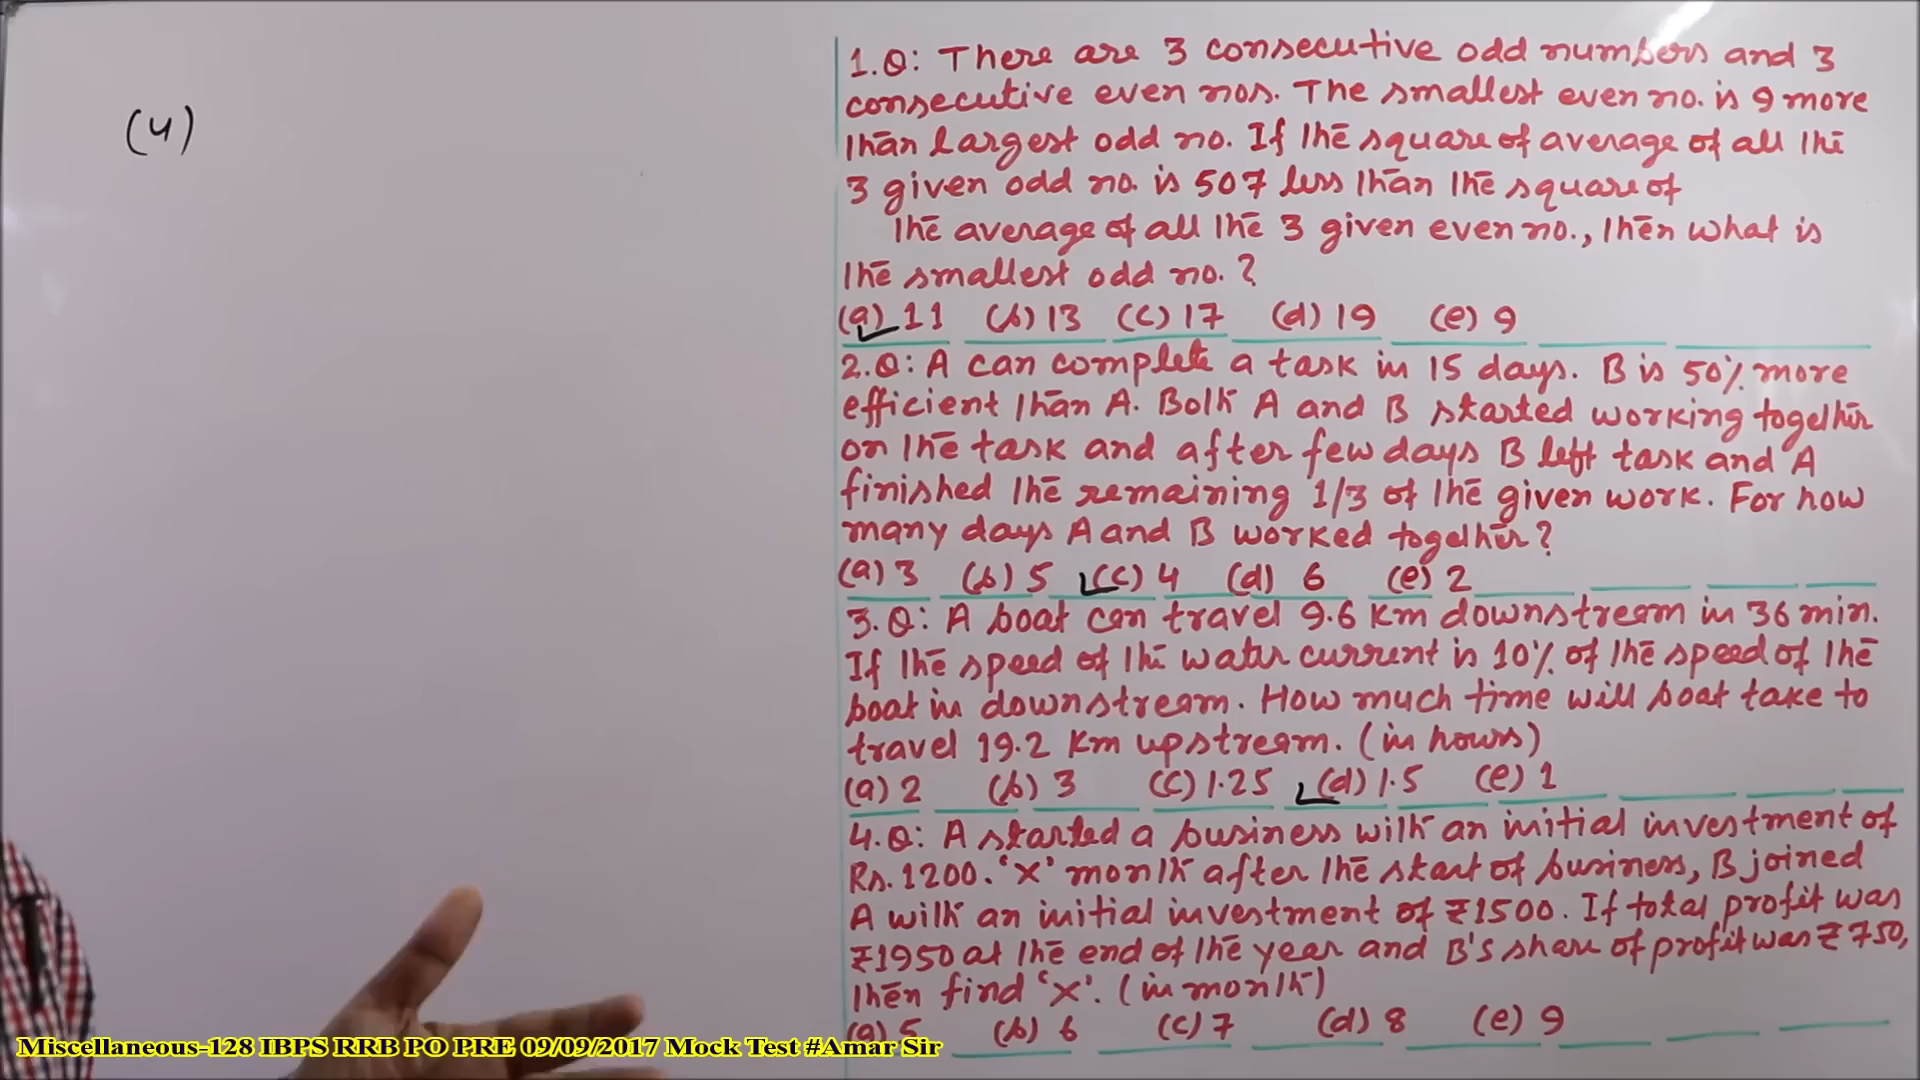 (4)
1.Q: There are 3 consecutive odd numbers and 3
consecutive even nos. The smallest even no. is 9 more
than largest odd no. If the square of average of all the
3 given odd no. is 507 less than the square of
the average of all the 3 given even no., then what is
the smallest odd no. ?
(a) 11 (b) 13 (c) 17 (d) 19 (e) 9
2.Q: A can complete a task in 15 days. B is 50% more
efficient than A. Both A and B started working together
on the task and after few days B left task and A
finished the remaining 1/3 of the given work. For how
many days A and B worked together?
(a) 3 (b) 5 (c) 4 (d) 6 (e) 2
3.Q: A boat can travel 9.6 Km downstream in 36 min.
If the speed of the water current is 10% of the speed of the
boat in downstream. How much time will boat take to
travel 19.2 Km upstream. (in hours)
(a) 2 (b) 3 (c) 1.25 (d) 1.5 (e) 1
4.Q: A started a business with an initial investment of
Rs. 1200. 'x' month after the start of business, B joined
A with an initial investment of ₹1500. If total profit was
₹1950 at the end of the year and B's share of profit was ₹750,
then find 'x'. (in month)
(a) 5 (b) 6 (c) 7 (d) 8 (e) 9
Miscellaneous-128 IBPS RRB PO PRE 09/09/2017 Mock Test #Amar Sir